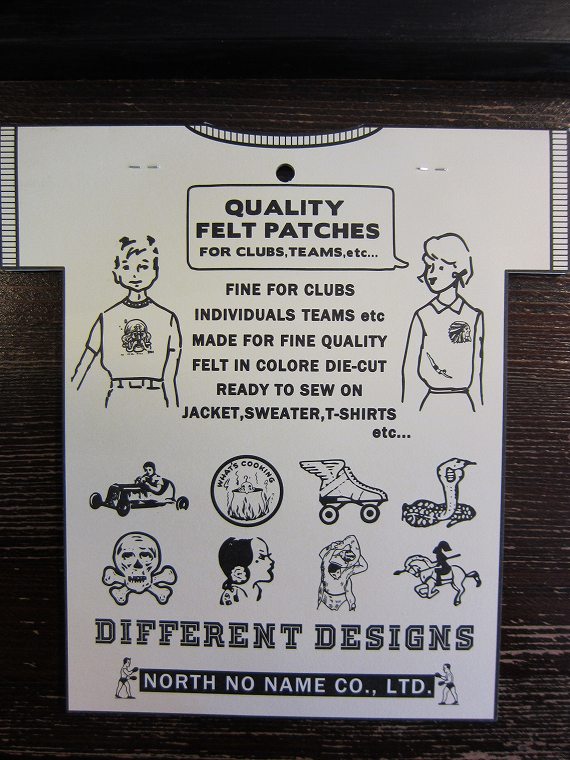 QUALITY
FELT PATCHES
FOR CLUBS,TEAMS,etc...
FINE FOR CLUBS
INDIVIDUALS TEAMS etc
MADE FOR FINE QUALITY
FELT IN COLORE DIE-CUT
READY TO SEW ON
JACKET,SWEATER,T-SHIRTS
etc...
WHATS COOKING
DIFFERENT DESIGNS
NORTH NO NAME CO., LTD.